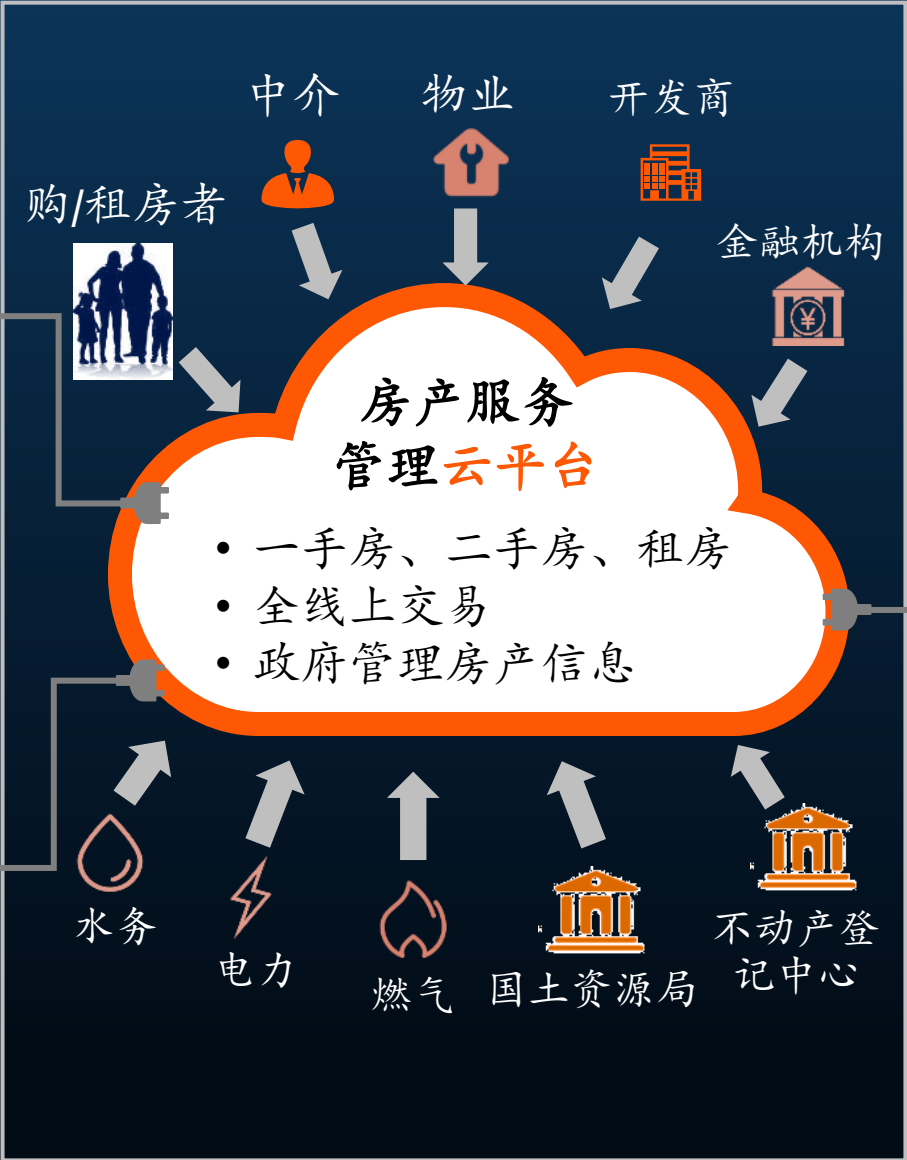 中介
物业
开发商
购/租房者
金融机构
¥
房产服务
管理云平台
• 一手房、二手房、租房
• 全线上交易
• 政府管理房产信息
水务
电力
燃气
国土资源局
不动产登
记中心